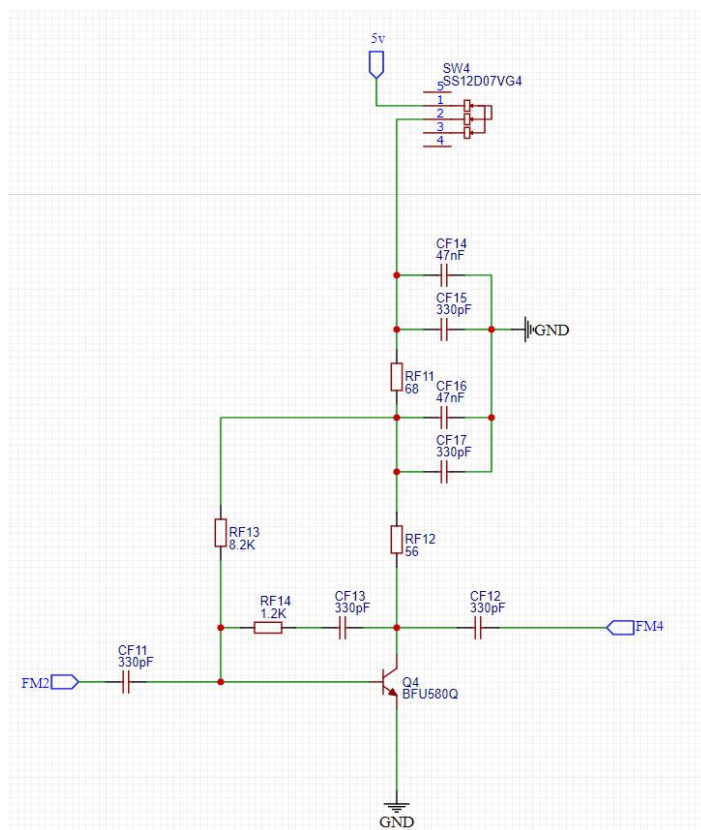 5v
SW4
SS12D07VG4
5
1
2
3
4
CF14
47nF
CF15
330pF
GND
RF11
68
CF16
47nF
CF17
330pF
RF13
8.2K
RF12
56
RF14
1.2K
CF13
330pF
CF12
330pF
FM4
CF11
330pF
FM2
Q4
BFU580Q
GND